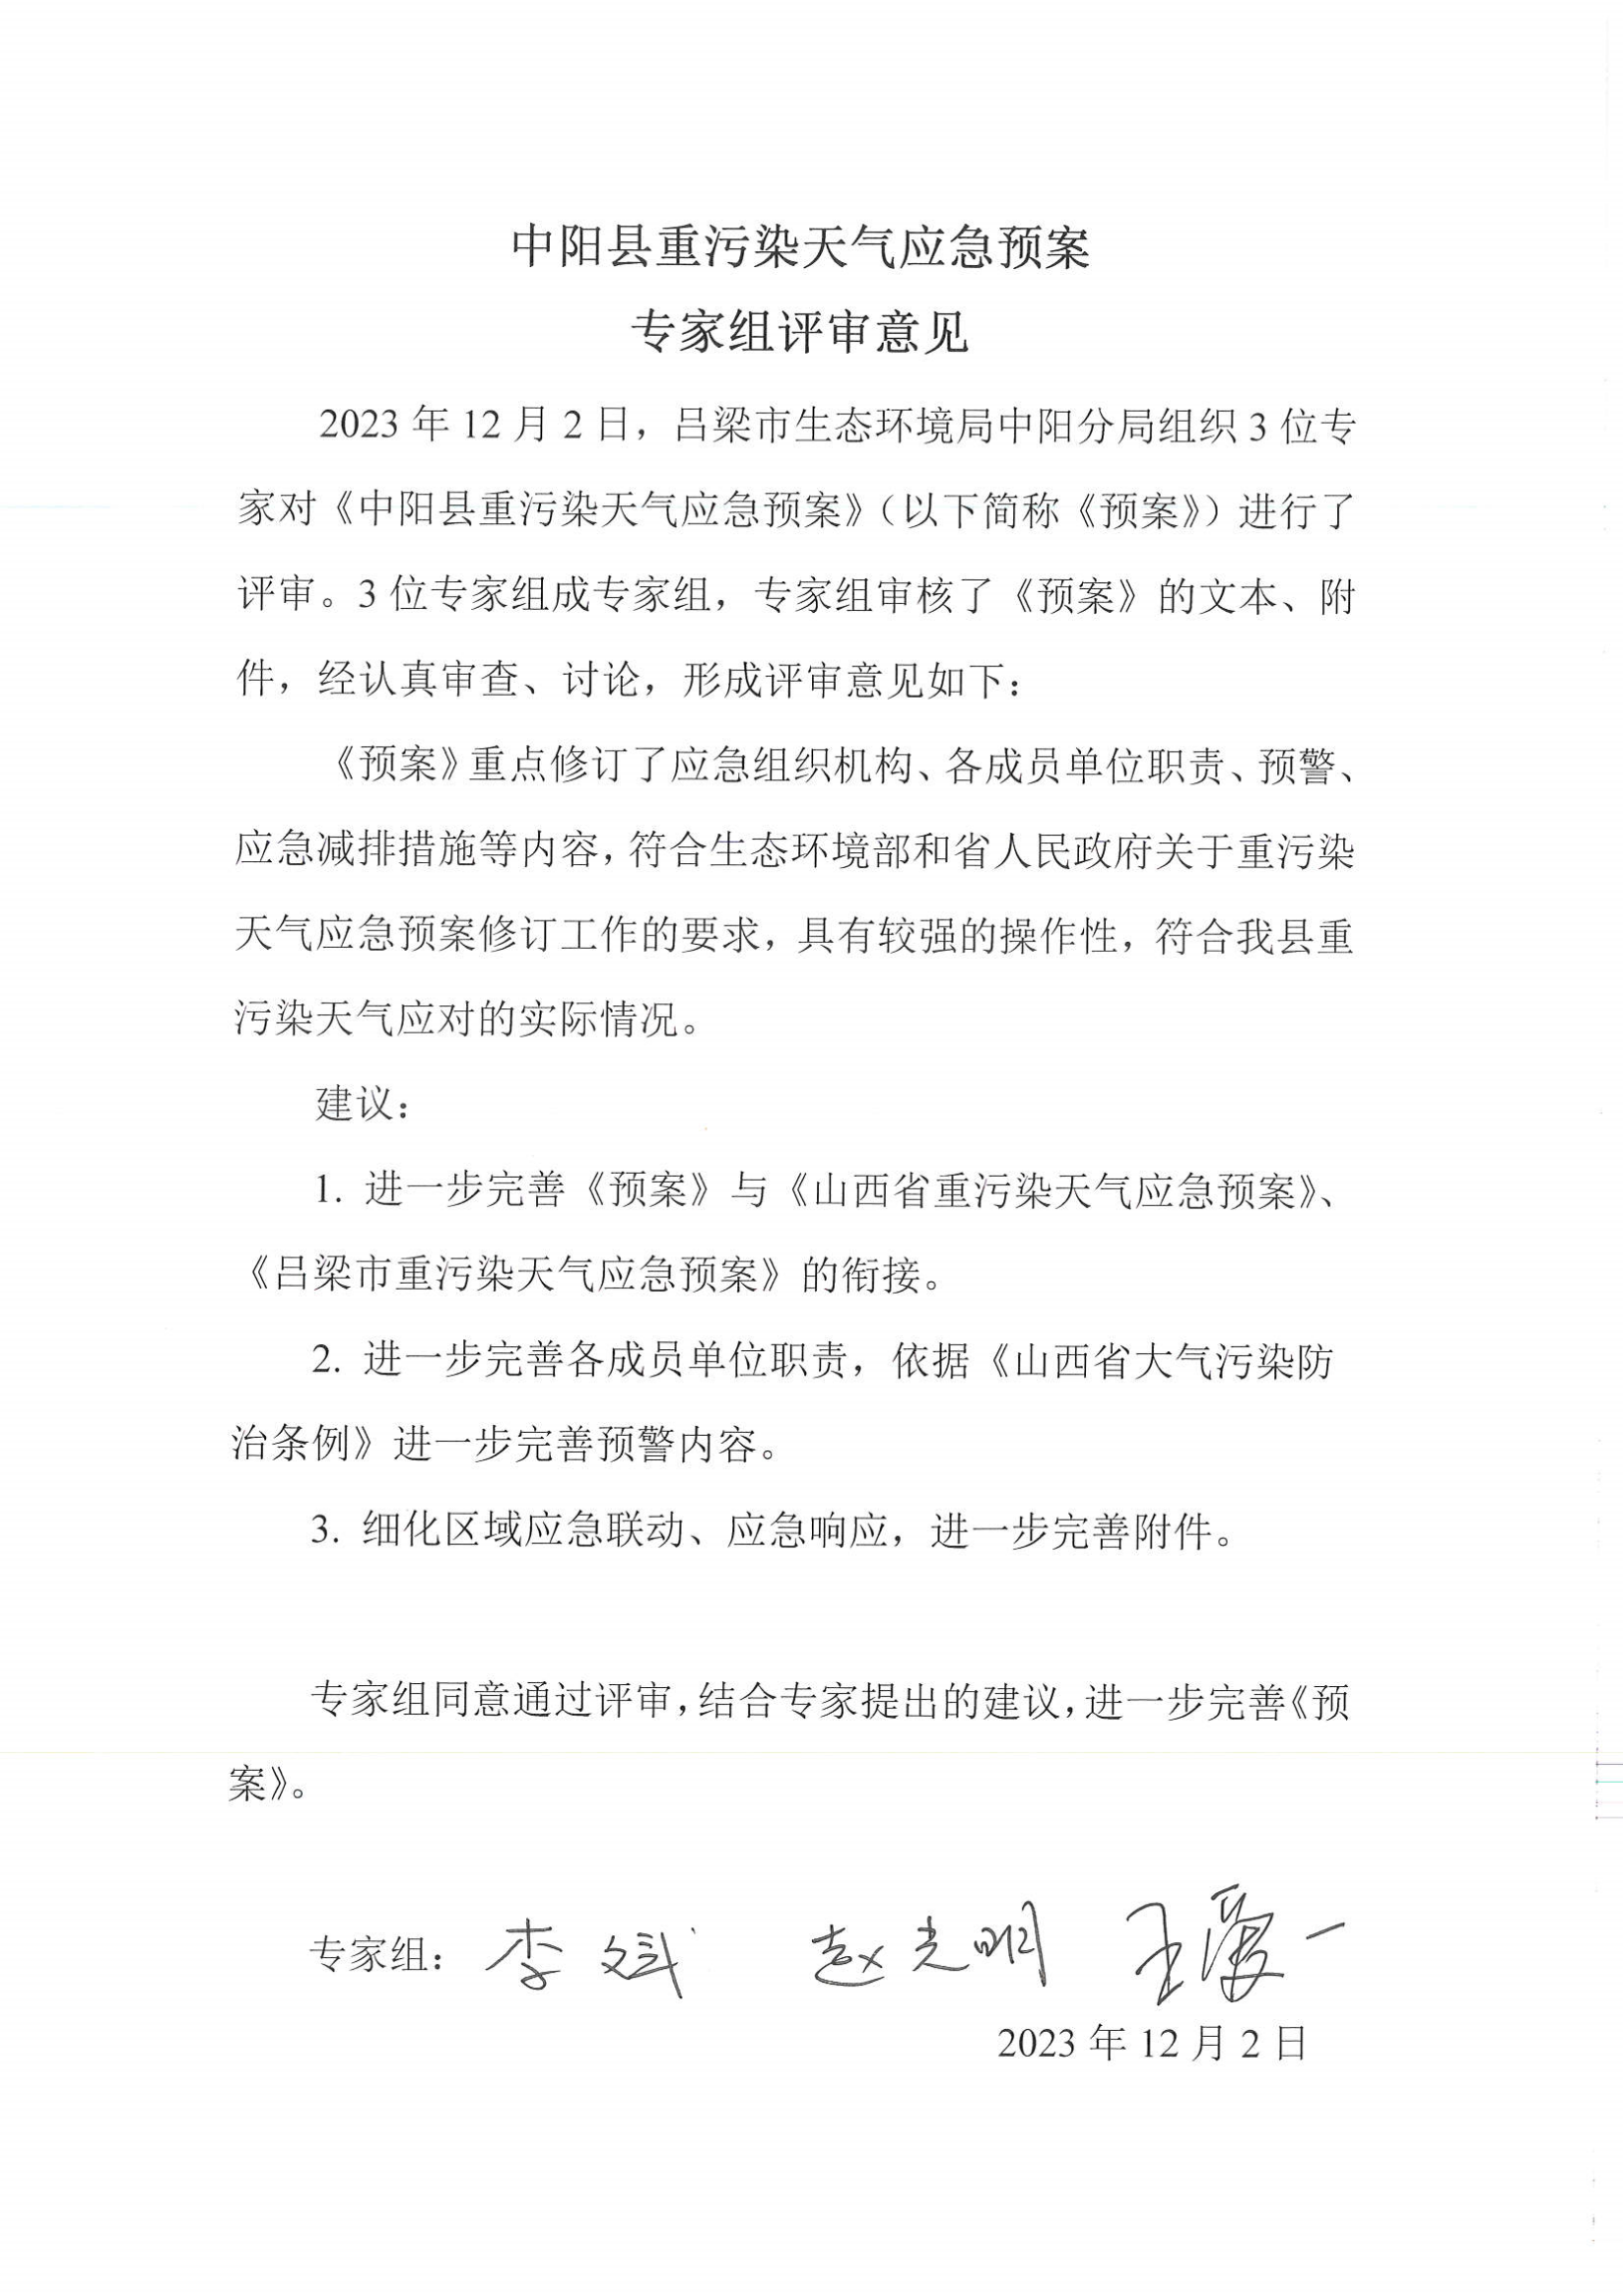 中阳县重污染天气应急预案
专家组评审意见
2023 年 12 月 2 日，吕梁市生态环境局中阳分局组织 3 位专
家对《中阳县重污染天气应急预案》（以下简称《预案》）进行了
评审。3 位专家组成专家组，专家组审核了《预案》的文本、附
件，经认真审查、讨论，形成评审意见如下：
《预案》重点修订了应急组织机构、各成员单位职责、预警、
应急减排措施等内容，符合生态环境部和省人民政府关于重污染
天气应急预案修订工作的要求，具有较强的操作性，符合我县重
污染天气应对的实际情况。
建议：
1. 进一步完善《预案》与《山西省重污染天气应急预案》、
《吕梁市重污染天气应急预案》的衔接。
2. 进一步完善各成员单位职责，依据《山西省大气污染防
治条例》进一步完善预警内容。
3. 细化区域应急联动、应急响应，进一步完善附件。
专家组同意通过评审，结合专家提出的建议，进一步完善《预
案》。
专家组：李斌 赵光明
2023 年 12 月 2 日